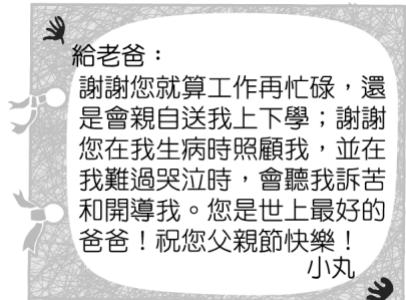 給老爸：
謝謝您就算工作再忙碌，還
是會親自送我上下學；謝謝
您在我生病時照顧我，並在
我難過哭泣時，會聽我訴苦
和開導我。您是世上最好的
爸爸！祝您父親節快樂！
小丸